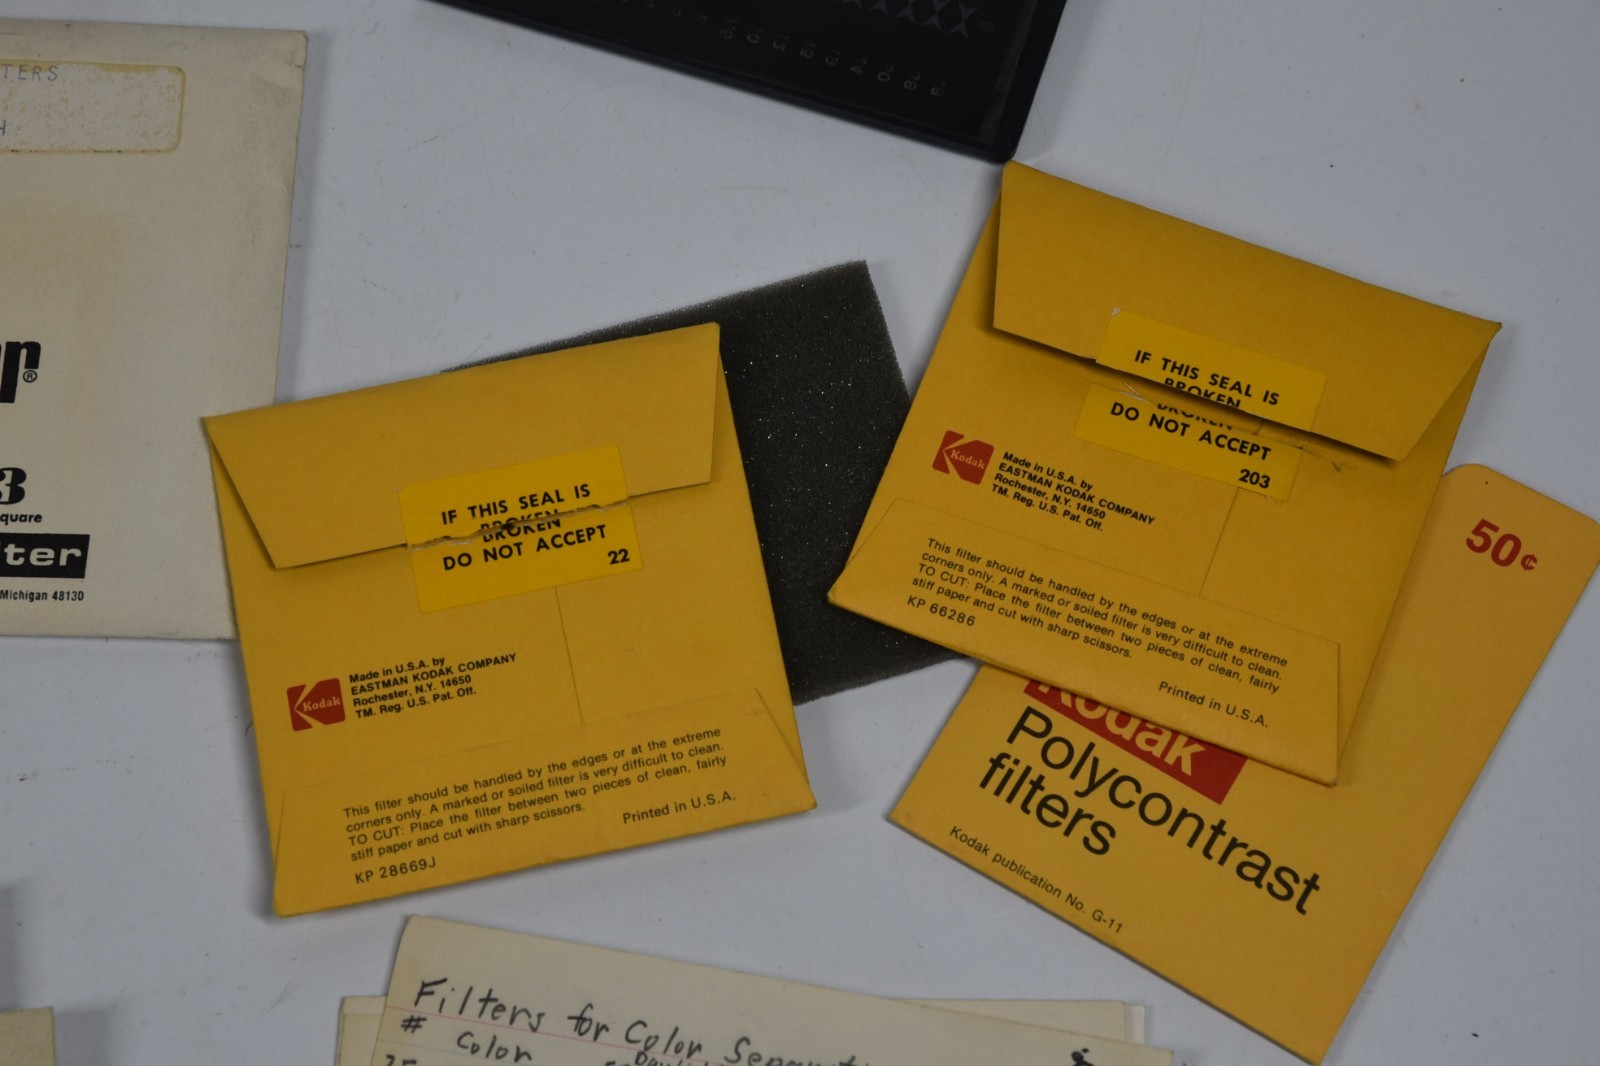 TERS
H
®
3
quare
lter
Michigan 48130
IF THIS SEAL IS
BROKEN
BROKEN
DO NOT ACCEPT
22
Kodak
Made in U.S.A. by
EASTMAN KODAK COMPANY
Rochester, N.Y. 14650
TM. Reg. U.S. Pat. Off.
This filter should be handled by the edges or at the extreme
corners only. A marked or soiled filter is very difficult to clean.
TO CUT: Place the filter between two pieces of clean, fairly
stiff paper and cut with sharp scissors.
Printed in U.S.A.
KP 28669J
IF THIS SEAL IS
BROKEN
BROKEN
DO NOT ACCEPT
203
Kodak
Made in U.S.A. by
EASTMAN KODAK COMPANY
Rochester, N.Y. 14650
TM. Reg. U.S. Pat. Off.
This filter should be handled by the edges or at the extreme
corners only. A marked or soiled filter is very difficult to clean.
TO CUT: Place the filter between two pieces of clean, fairly
stiff paper and cut with sharp scissors.
KP 66286
Printed in U.S.A.
50¢
Kodak
Polycontrast
filters
Kodak publication No. G-11
Filters for Color
# Color